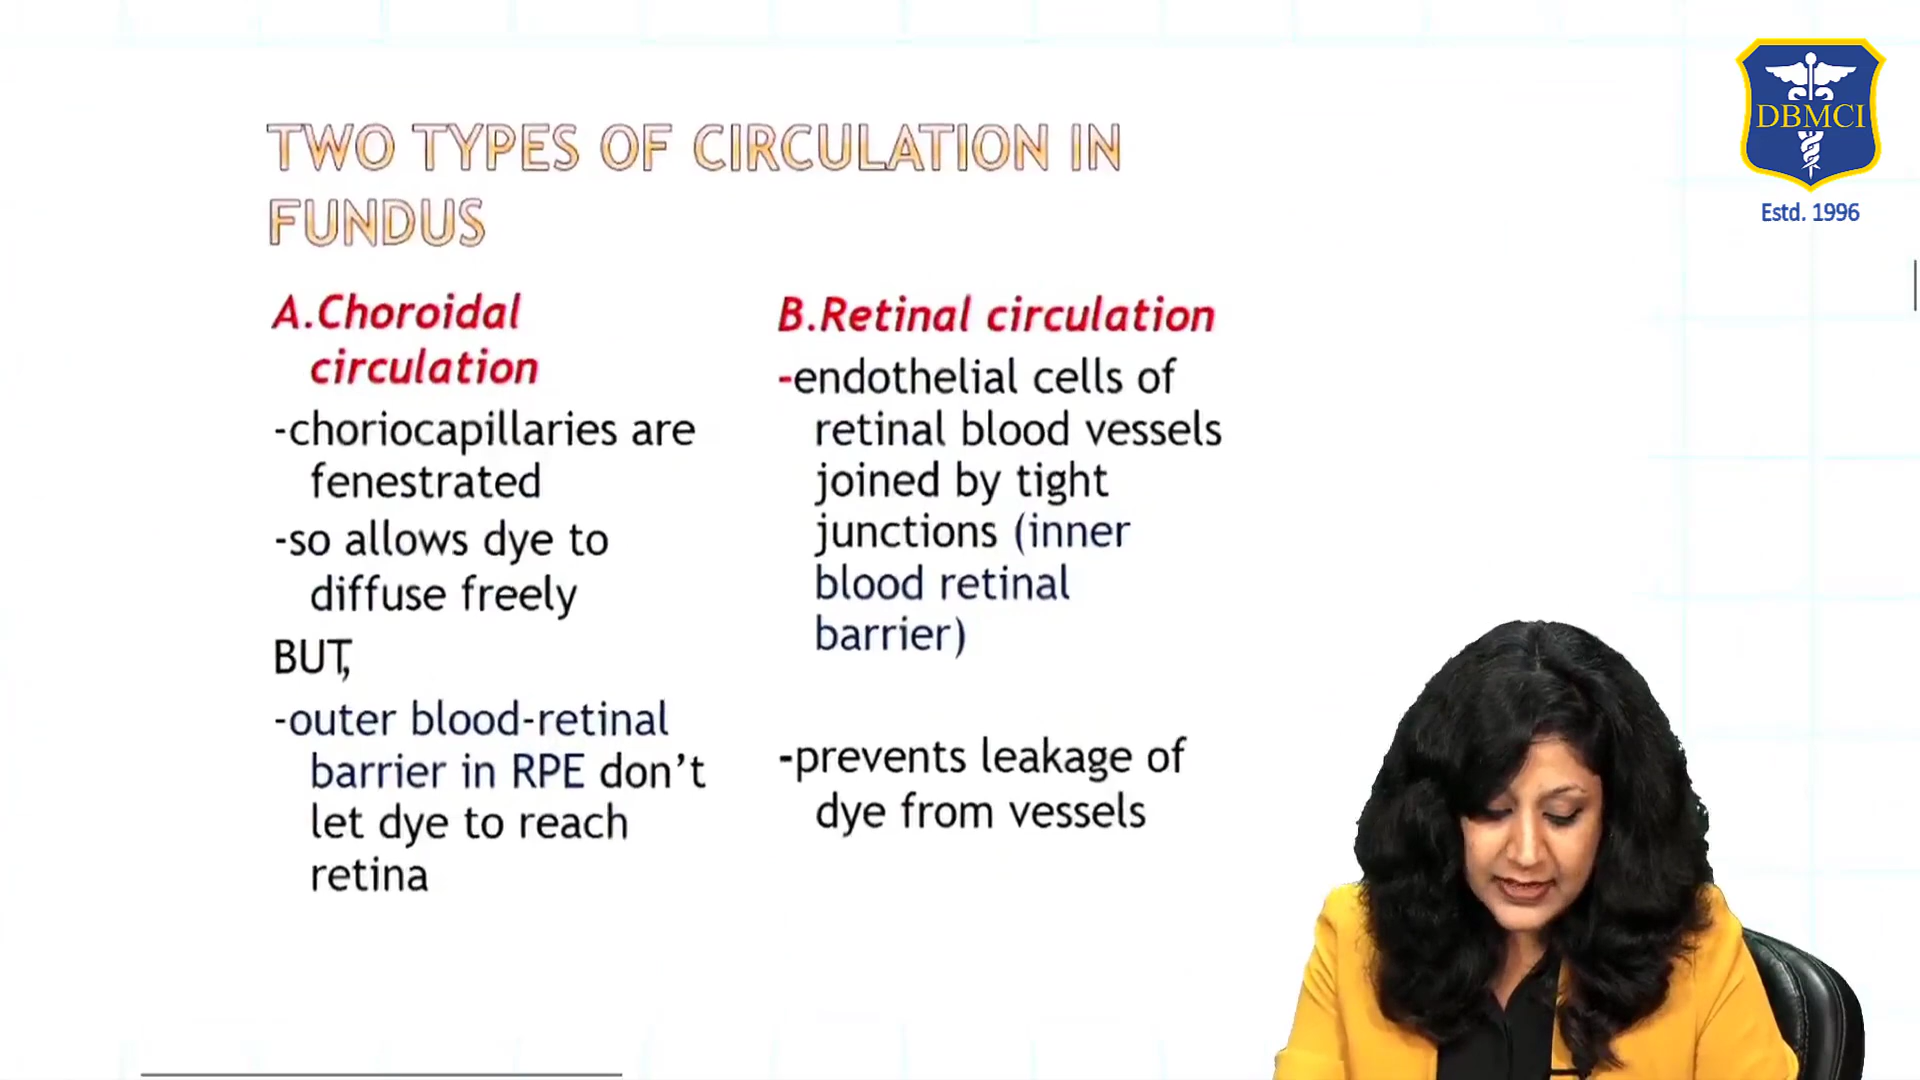 TWO TYPES OF CIRCULATION IN
FUNDUS
A.Choroidal
circulation
-choriocapillaries are
fenestrated
-so allows dye to
diffuse freely
BUT,
-outer blood-retinal
barrier in RPE don't
let dye to reach
retina
B.Retinal circulation
-endothelial cells of
retinal blood vessels
joined by tight
junctions (inner
blood retinal
barrier)
-prevents leakage of
dye from vessels
DBMCI
Estd. 1996